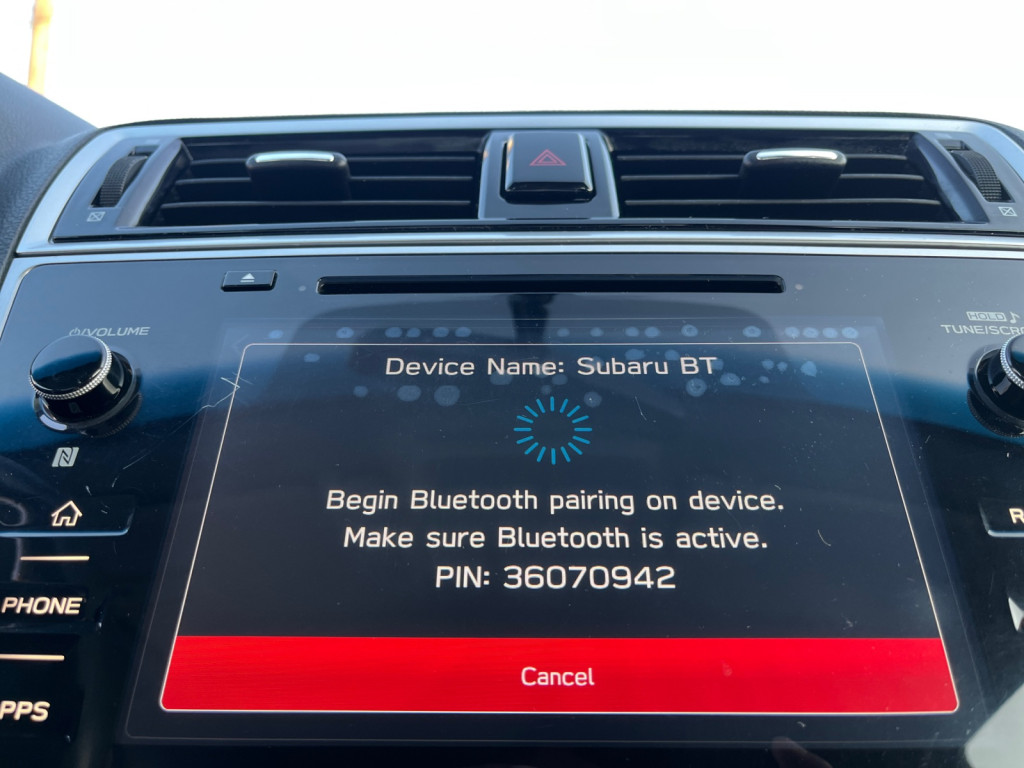 VOLUME
HOLD
Device Name: Subaru BT
Begin Bluetooth pairing on device.
Make sure Bluetooth is active.
PIN: 36070942
Cancel
PHONE